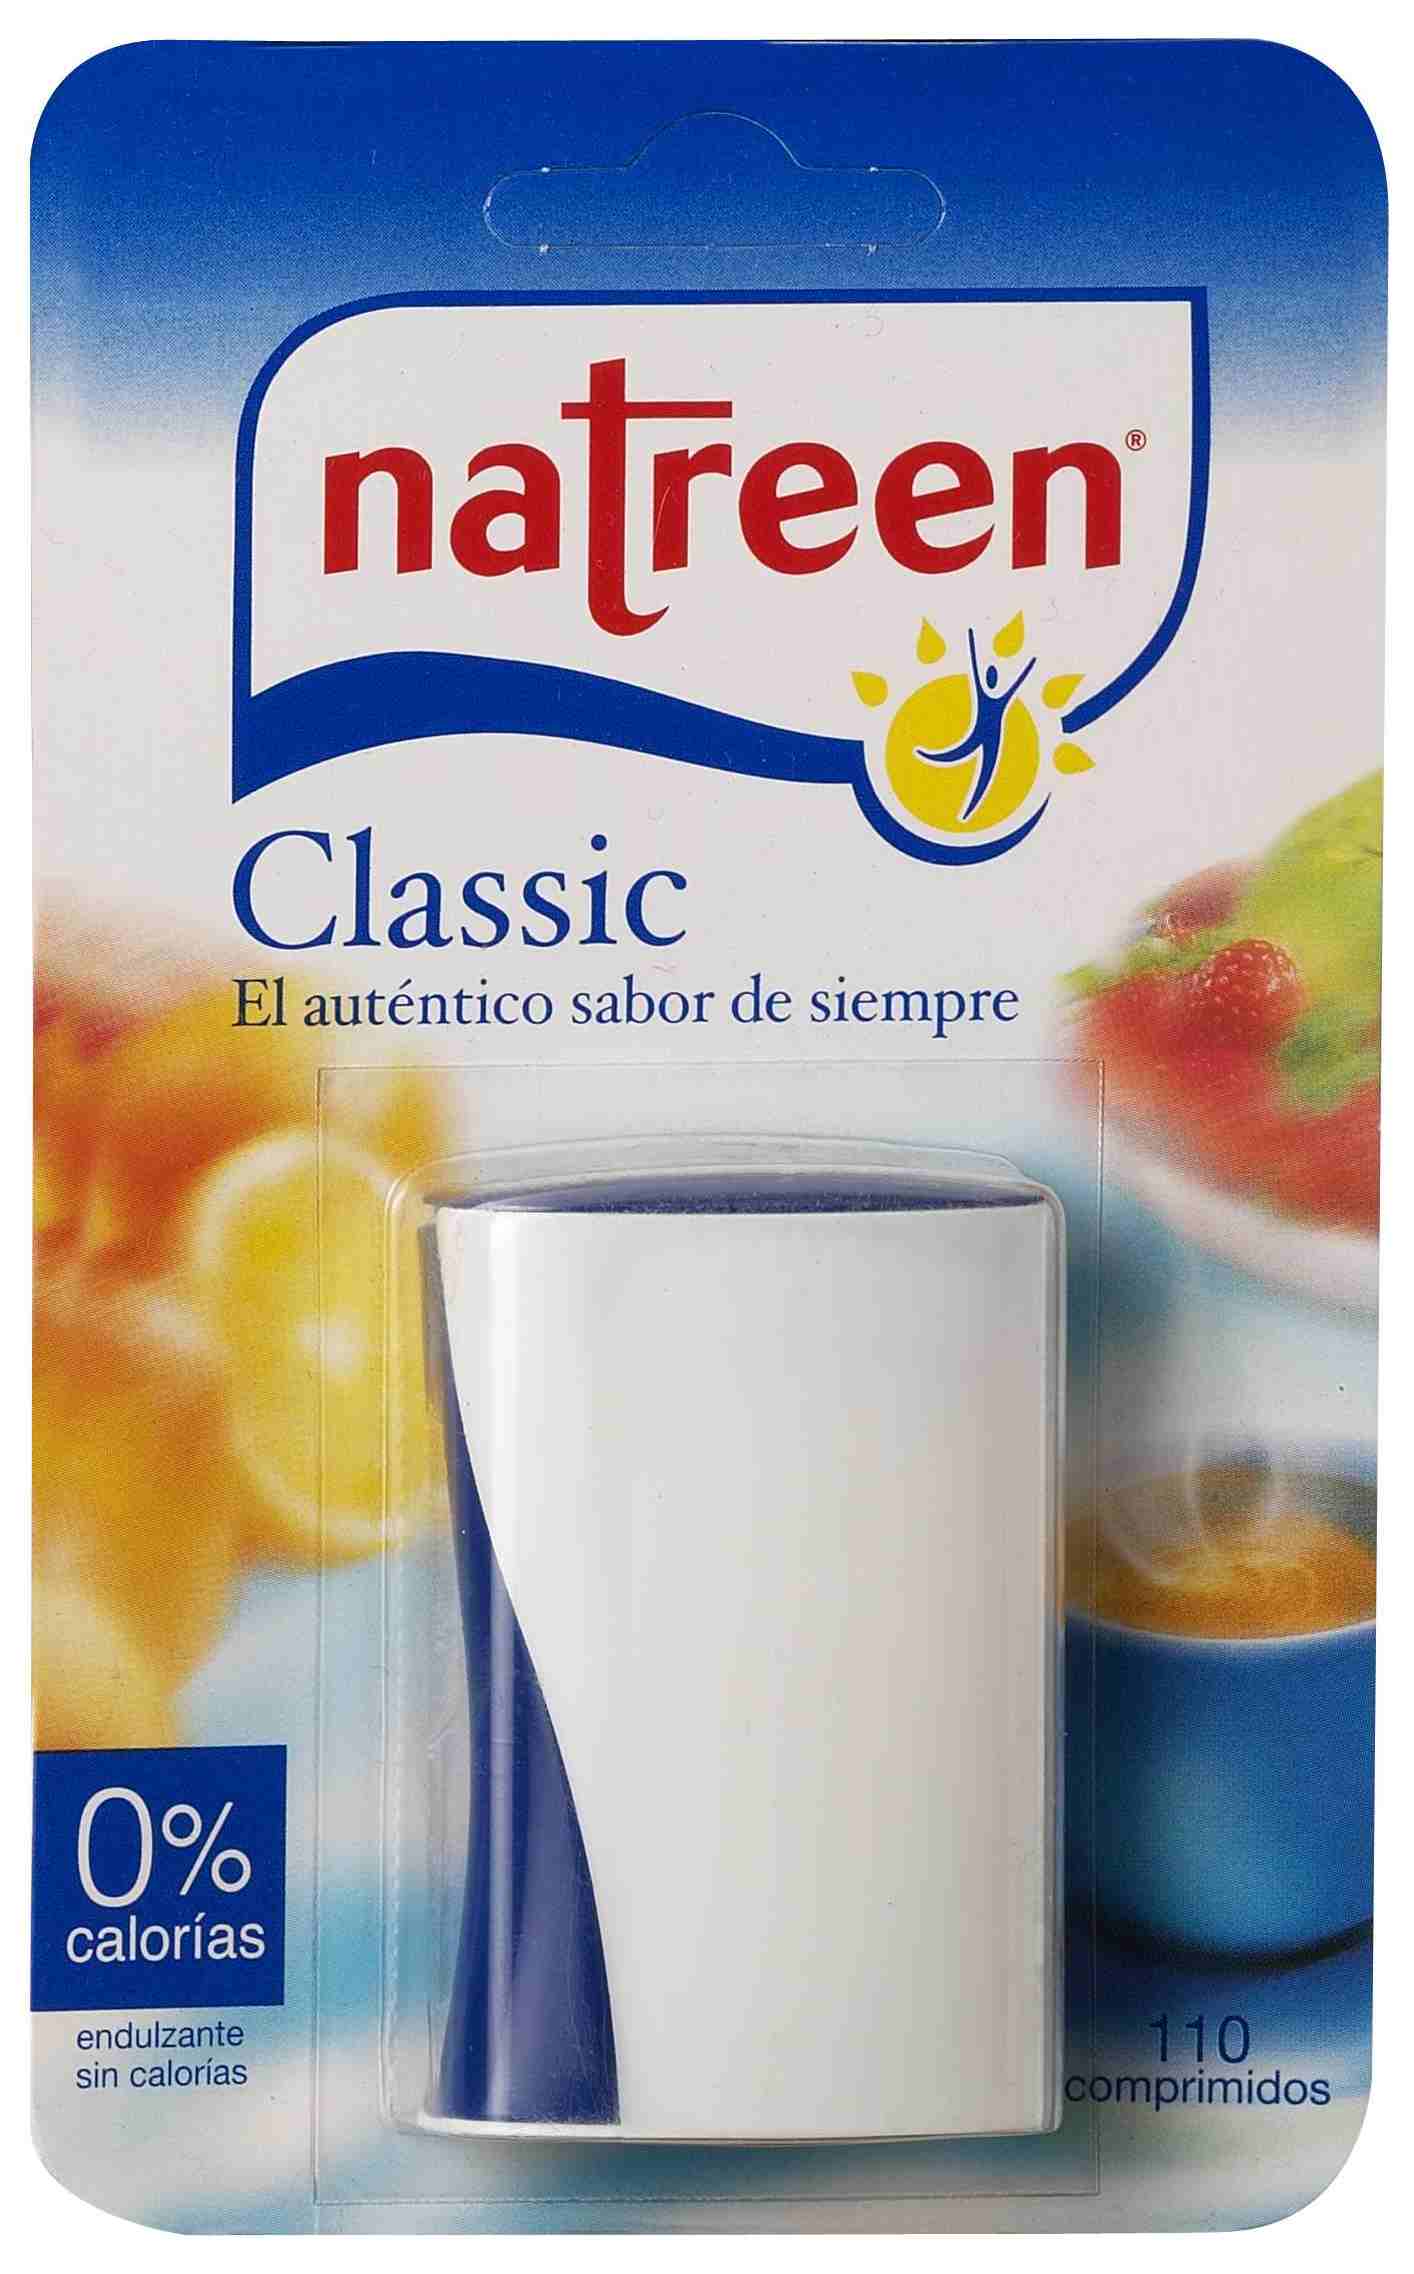 natreen®
Classic
El auténtico sabor de siempre
0%
calorías
endulzante
sin calorías
110
comprimidos